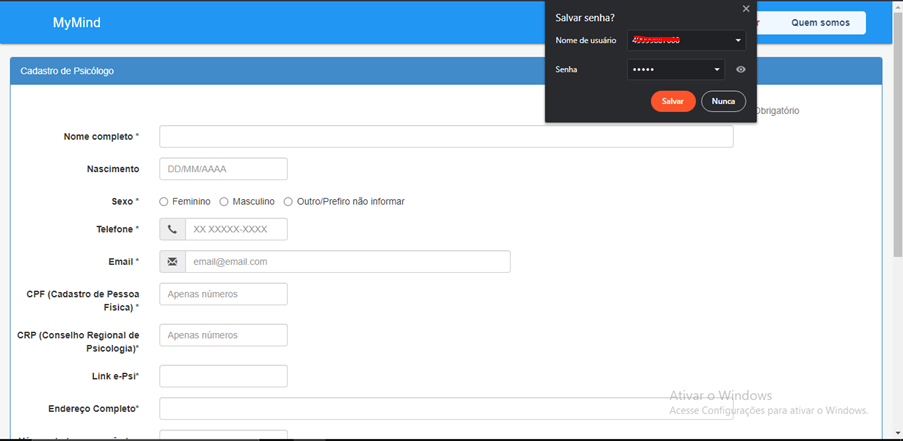 MyMind
Quem somos
Salvar senha?
Nome de usuário
Senha
•••••
Salvar
Nunca
Cadastro de Psicólogo
Obrigatório
Nome completo *
Nascimento
DD/MM/AAAA
Sexo *
Feminino
Masculino
Outro/Prefiro não informar
Telefone *
XX XXXXX-XXXX
Email *
email@email.com
CPF (Cadastro de Pessoa
Física) *
Apenas números
CRP (Conselho Regional de
Psicologia)*
Apenas números
Link e-Psi*
Endereço Completo*
Ativar o Windows
Acesse Configurações para ativar o Windows.